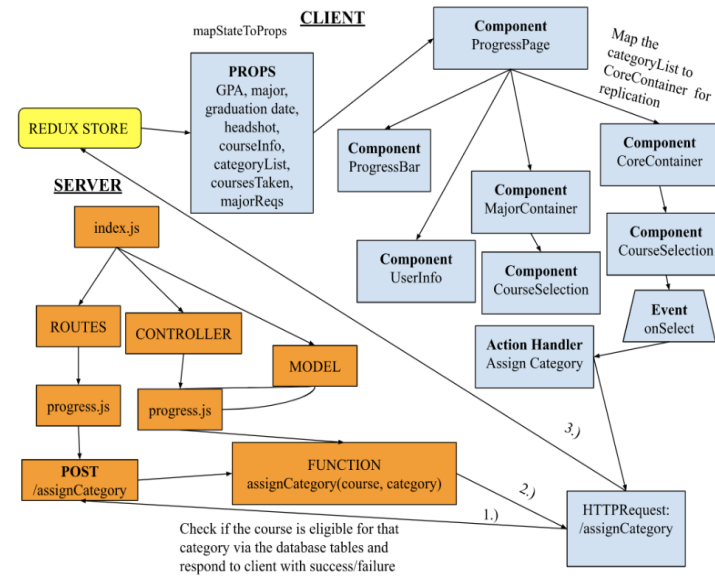 CLIENT
mapStateToProps
Component
ProgressPage
Map the
categoryList to
CoreContainer for
replication
PROPS
GPA, major,
graduation date,
headshot,
courseInfo,
categoryList,
coursesTaken,
majorReqs
REDUX STORE
Component
ProgressBar
Component
CoreContainer
Component
MajorContainer
Component
UserInfo
Component
CourseSelection
Component
CourseSelection
Event
onSelect
Action Handler
Assign Category
SERVER
index.js
ROUTES
CONTROLLER
MODEL
progress.js
progress.js
POST
/assignCategory
FUNCTION
assignCategory(course, category)
3.)
2.)
1.)
HTTPRequest:
/assignCategory
Check if the course is eligible for that
category via the database tables and
respond to client with success/failure